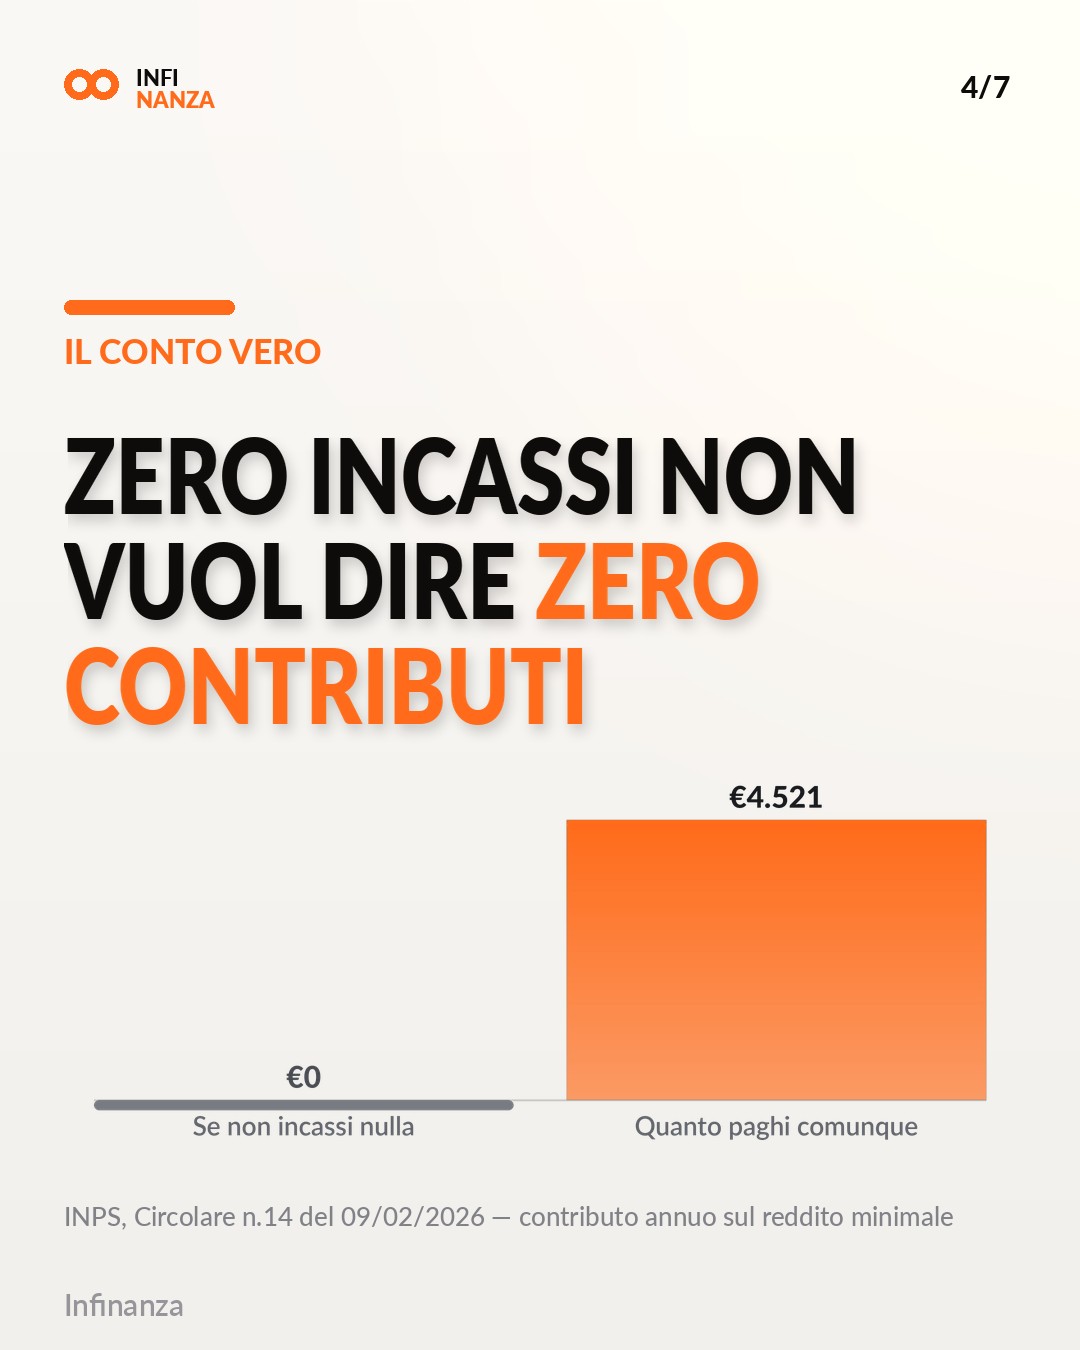 INFI
NANZA
4/7
IL CONTO VERO
ZERO INCASSI NON
VUOL DIRE ZERO
CONTRIBUTI
€4.521
€0
Se non incassi nulla
Quanto paghi comunque
INPS, Circolare n.14 del 09/02/2026 — contributo annuo sul reddito minimale
Infinanza